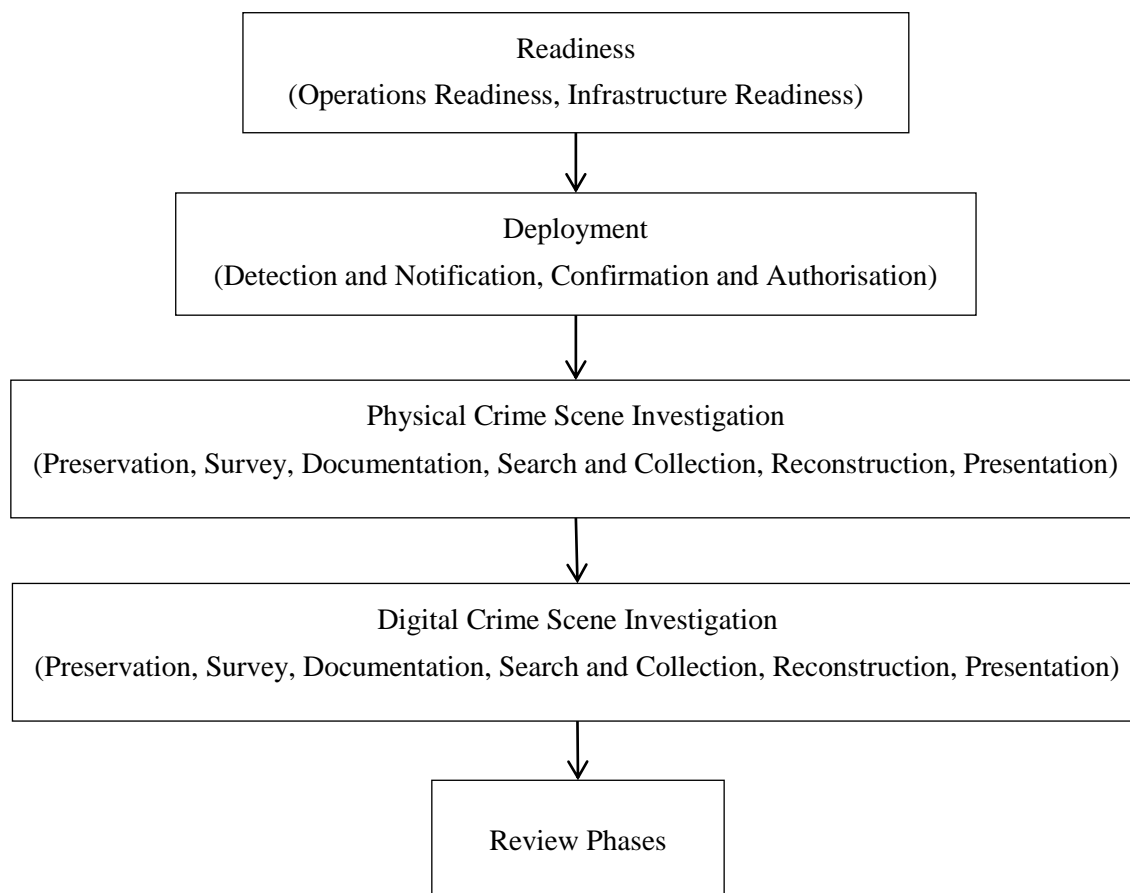 Readiness
(Operations Readiness, Infrastructure Readiness)
Deployment
(Detection and Notification, Confirmation and Authorisation)
Physical Crime Scene Investigation
(Preservation, Survey, Documentation, Search and Collection, Reconstruction, Presentation)
Digital Crime Scene Investigation
(Preservation, Survey, Documentation, Search and Collection, Reconstruction, Presentation)
Review Phases